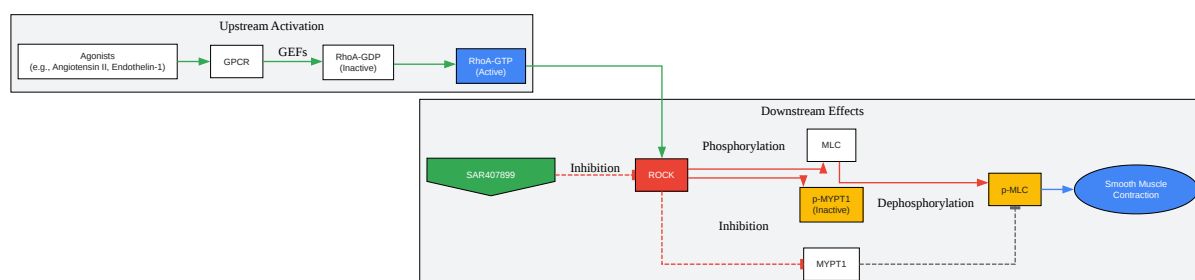 Upstream Activation
Agonists
(e.g., Angiotensin II, Endothelin-1)
GPCR
GEFs
RhoA-GDP
(Inactive)
RhoA-GTP
(Active)
Downstream Effects
SAR407899
Inhibition
ROCK
Phosphorylation
MLC
p-MYPT1
(Inactive)
Inhibition
Dephosphorylation
p-MLC
Smooth Muscle
Contraction
MYPT1